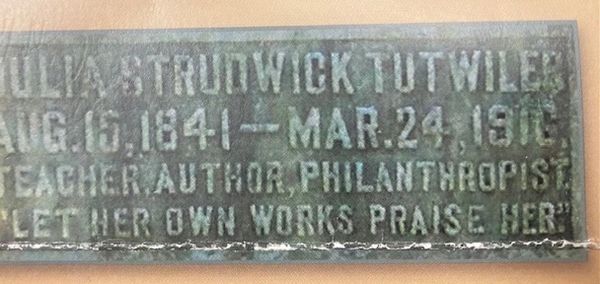 JULIA STRUDWICK TUTWILER
AUG. 15, 1841 — MAR. 24, 1916.
TEACHER, AUTHOR, PHILANTHROPIST
"LET HER OWN WORKS PRAISE HER"